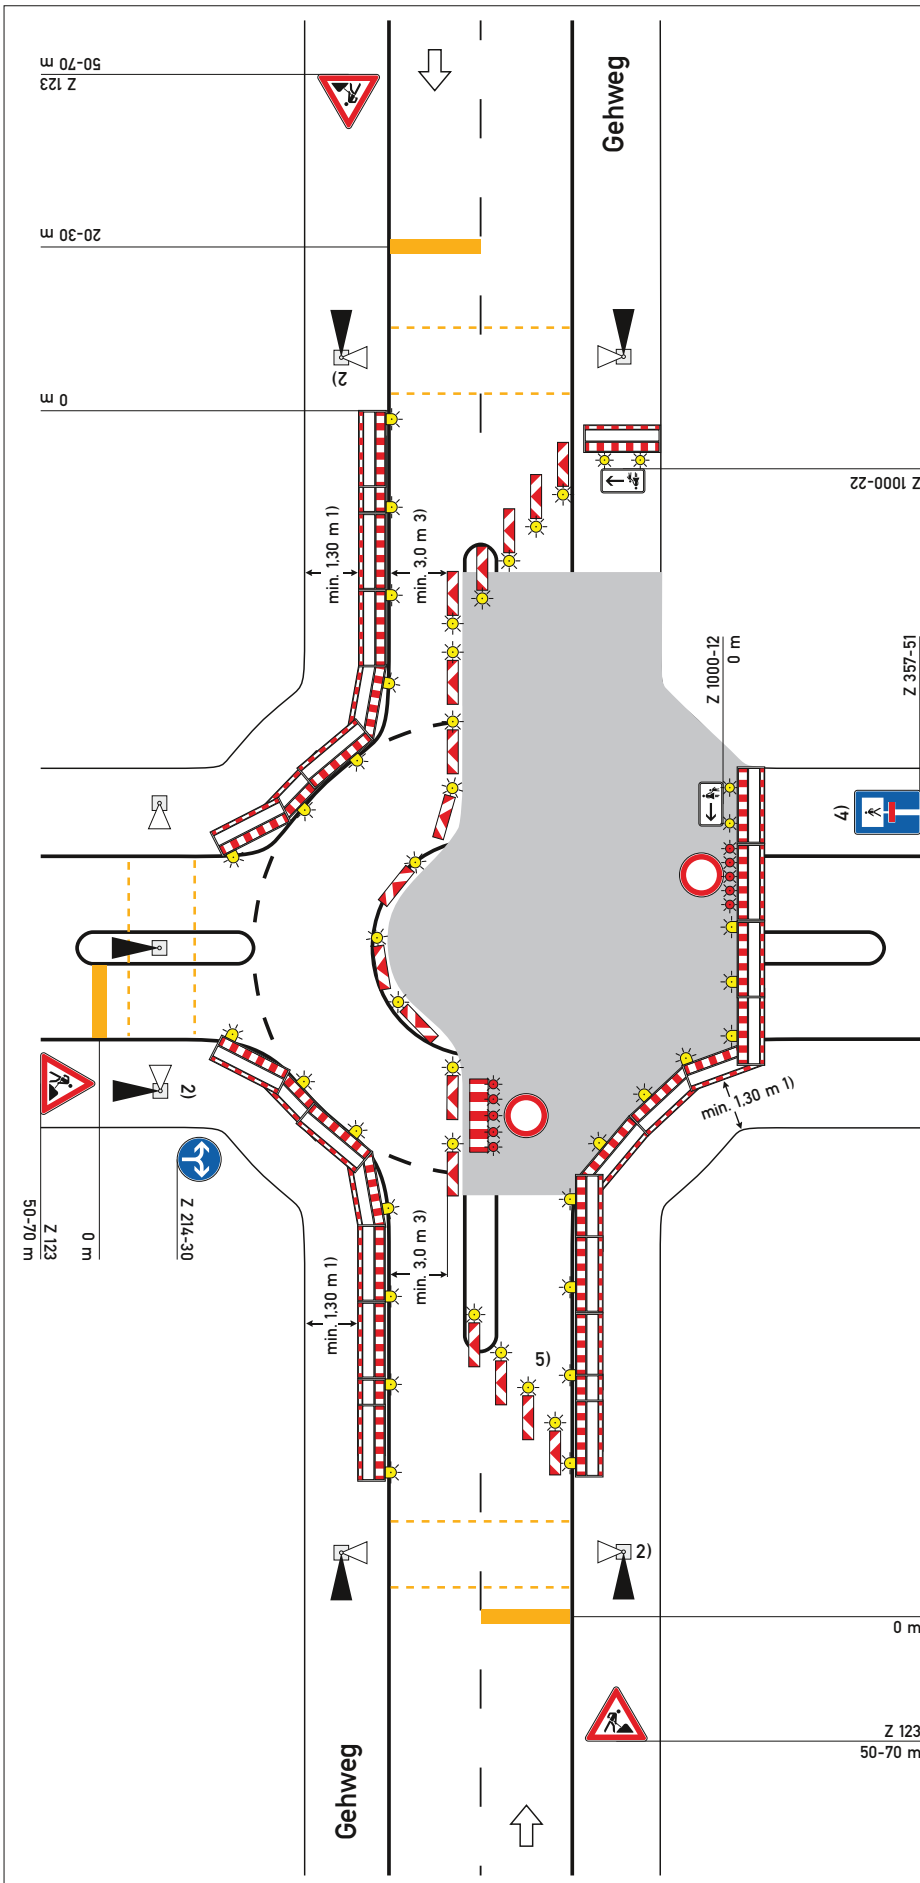 50-70 m
Z 123
20-30 m
0 m
Gehweg
2)
min. 1,30 m 1)
min. 3,0 m 3)
Z 1000-22
Z 1000-12
0 m
Z 357-51
4)
2)
Z 123
50-70 m
0 m
Z 214-30
min. 1,30 m 1)
min. 1,30 m 1)
min. 3,0 m 3)
5)
2)
0 m
Z 123
50-70 m
Gehweg